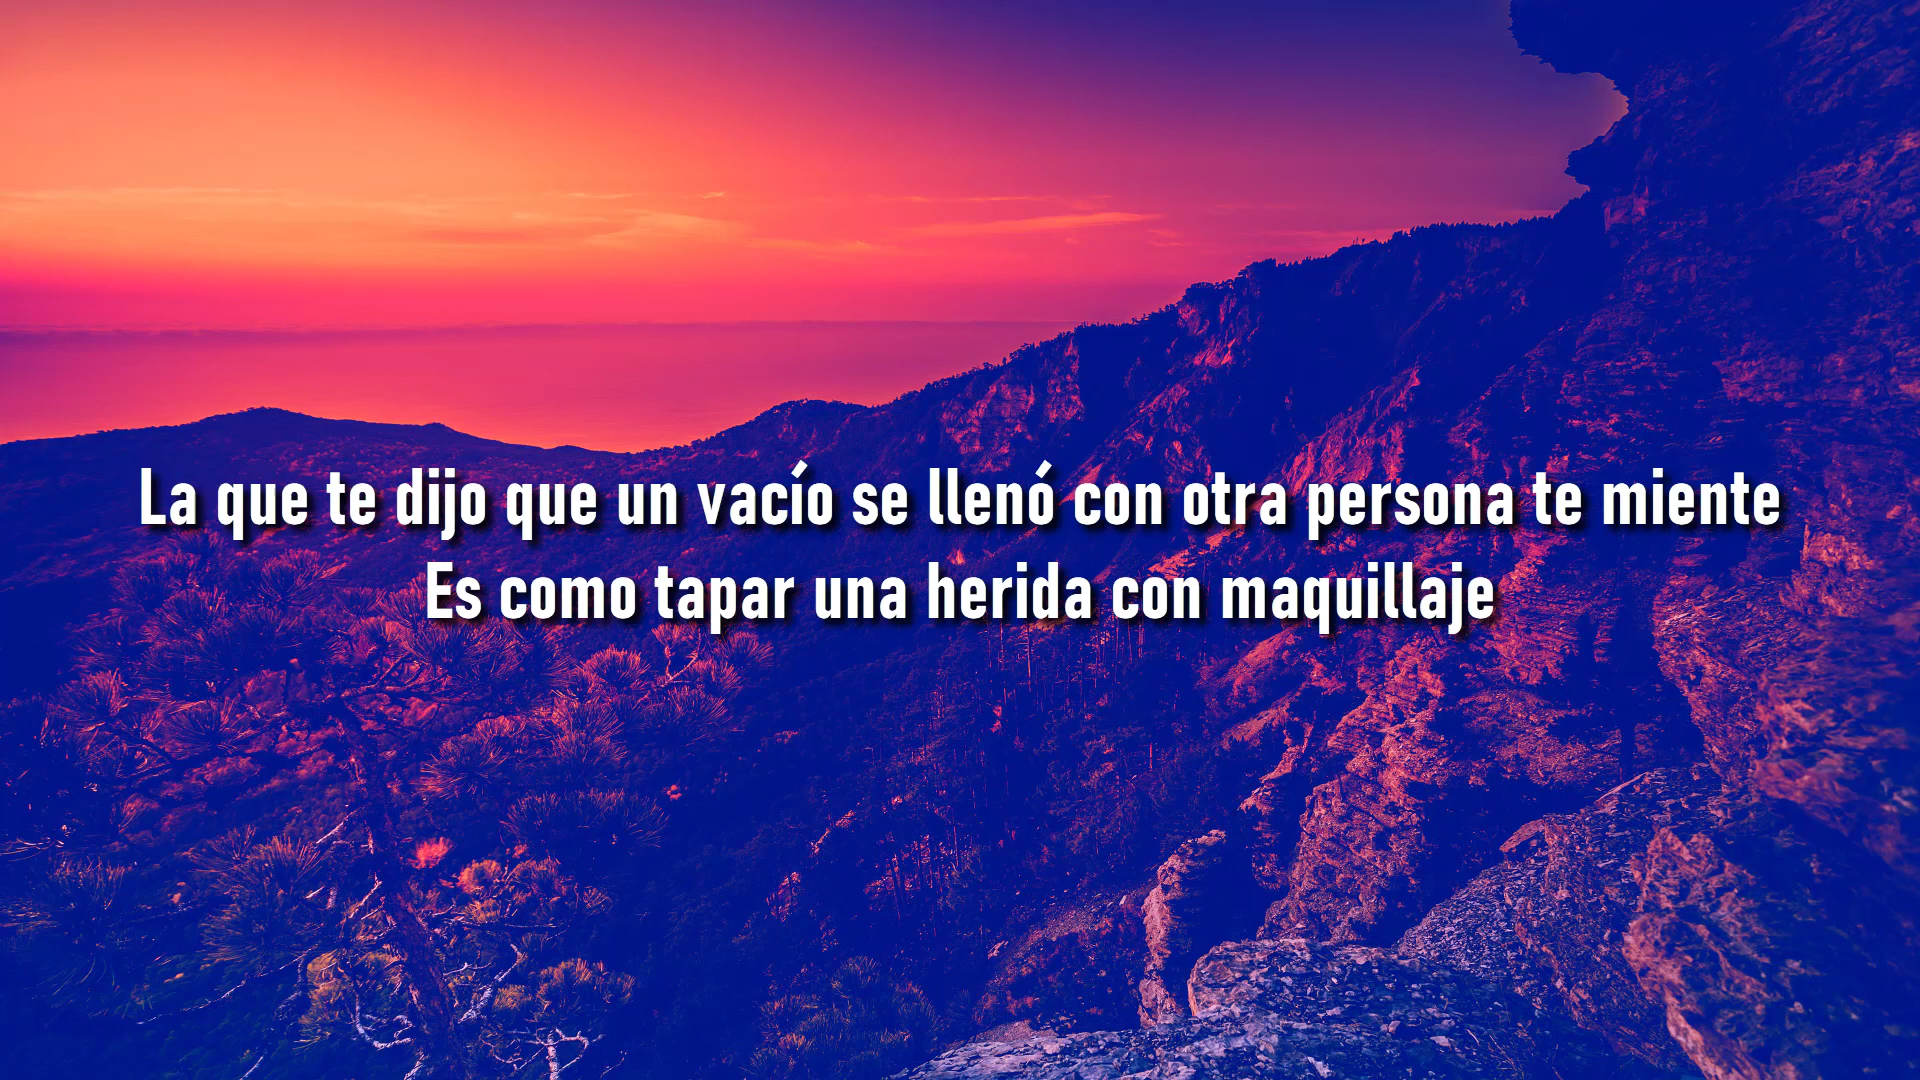 La que te dijo que un vacío se llenó con otra persona te miente
Es como tapar una herida con maquillaje